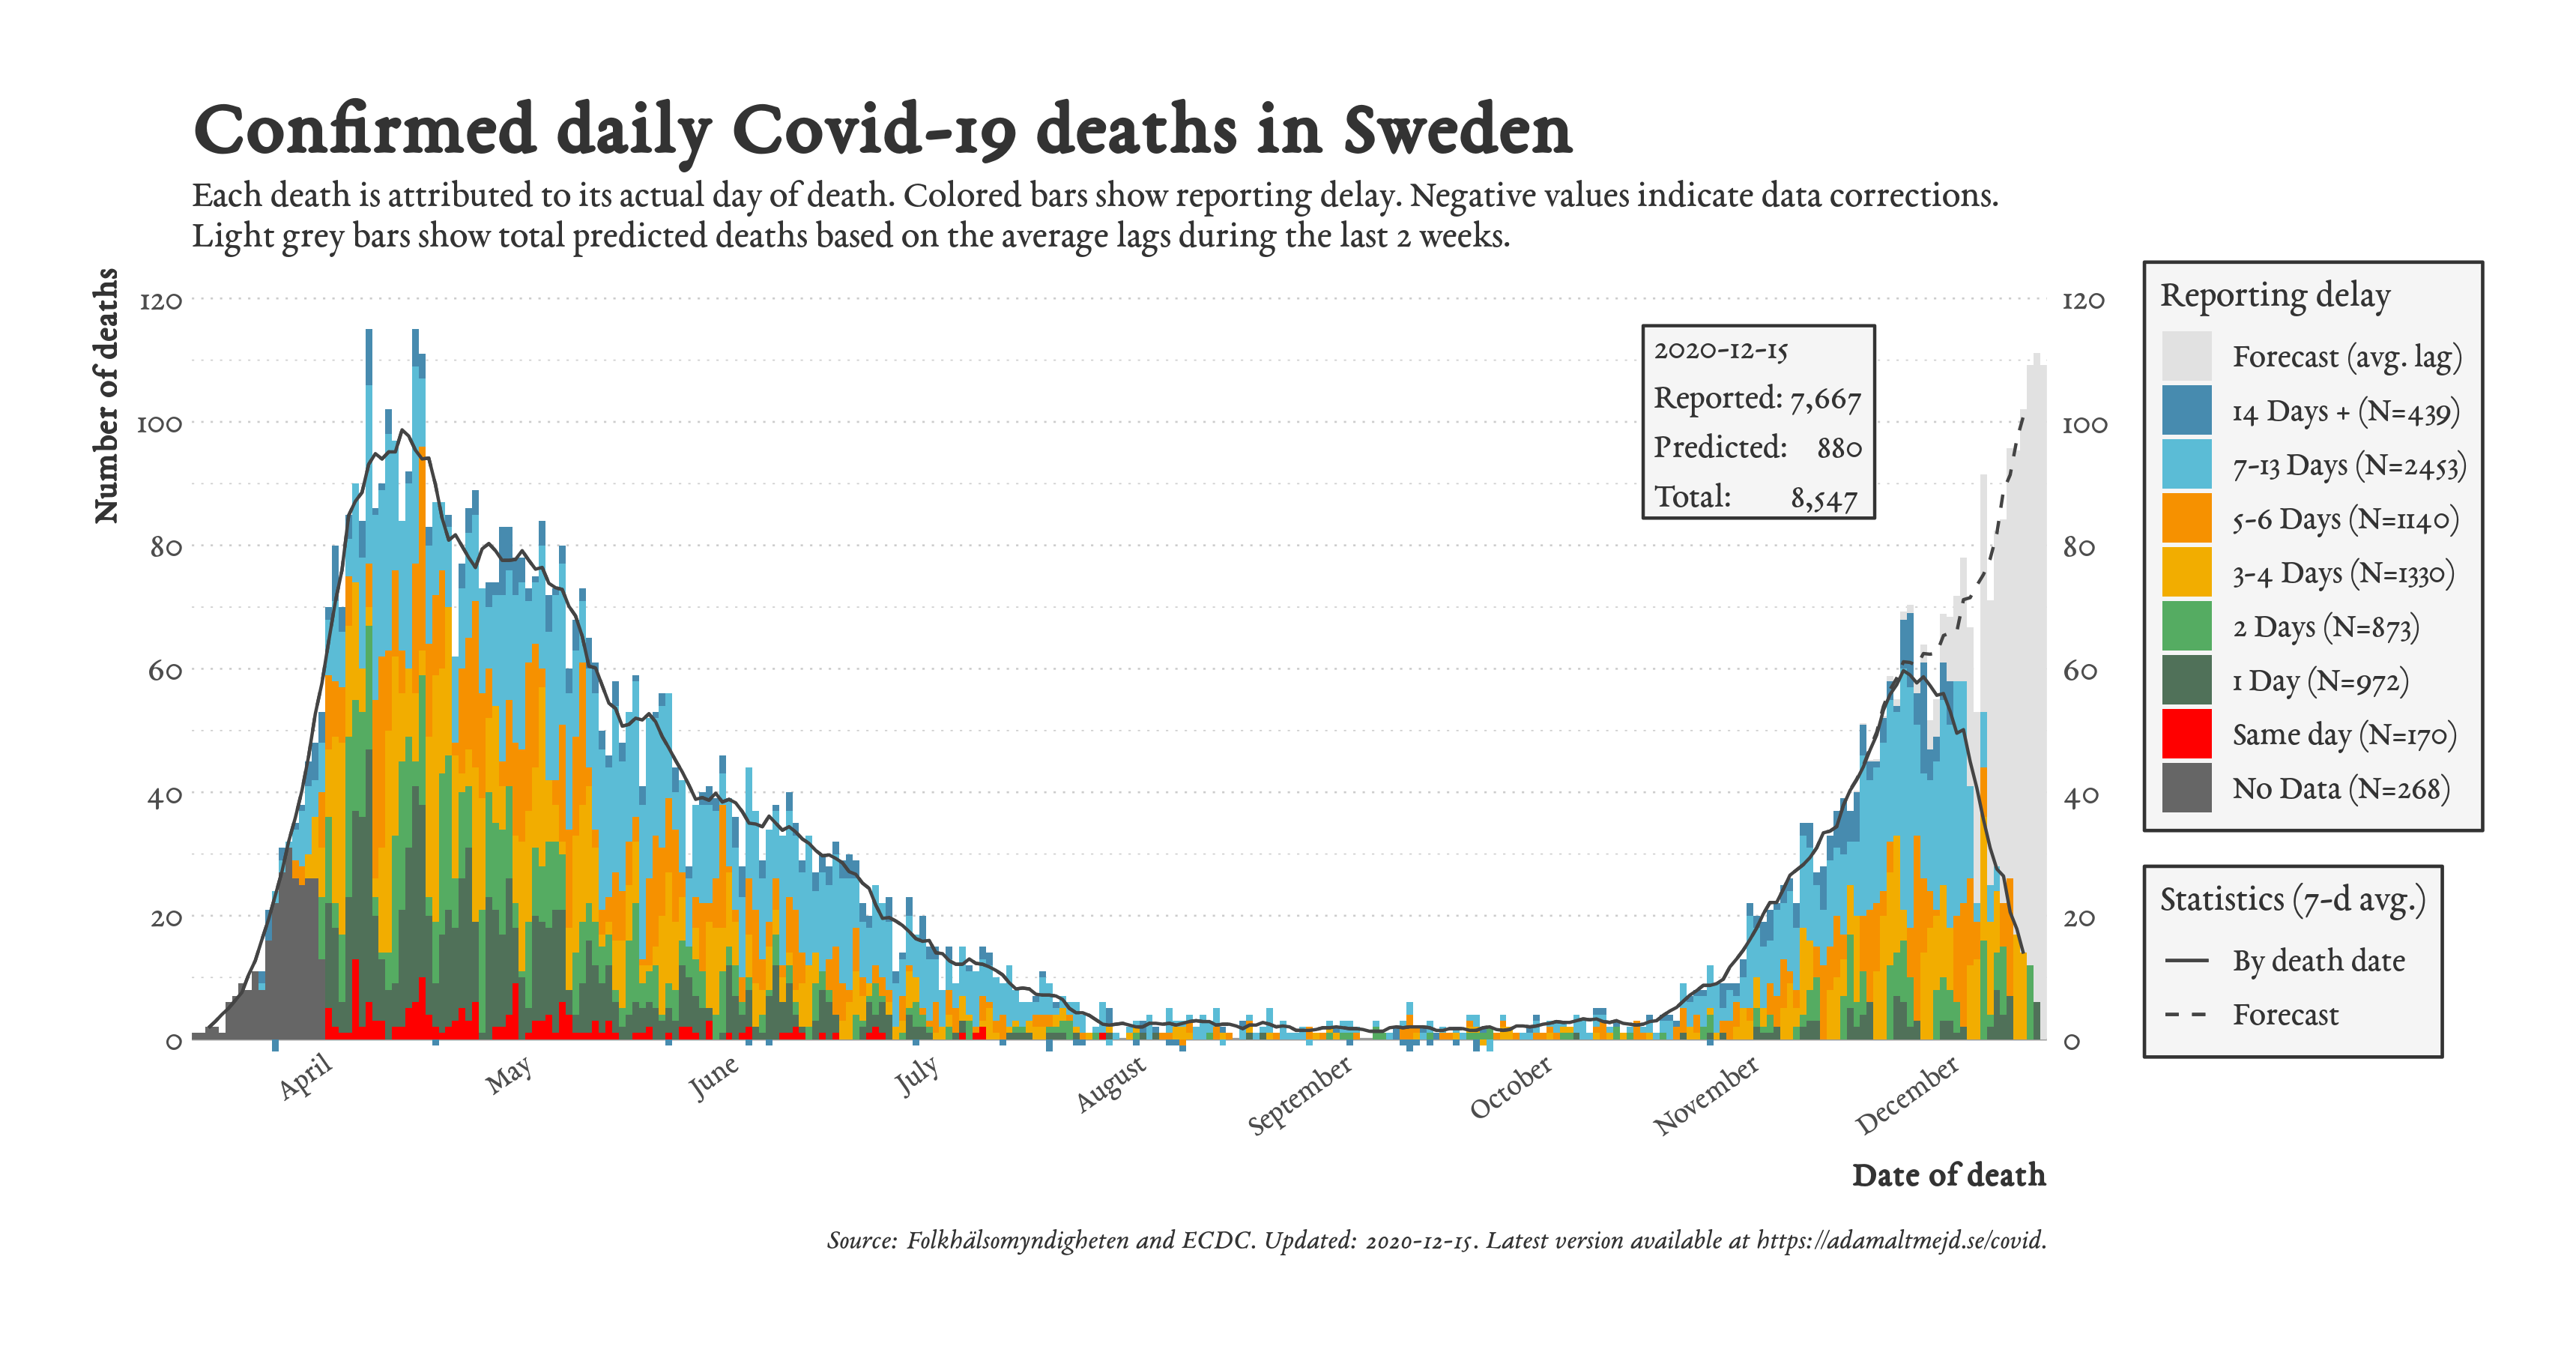 Confirmed daily Covid-19 deaths in Sweden
Each death is attributed to its actual day of death. Colored bars show reporting delay. Negative values indicate data corrections.
Light grey bars show total predicted deaths based on the average lags during the last 2 weeks.
Number of deaths
120
100
80
60
40
20
0
2020-12-15
Reported: 7,667
Predicted: 880
Total: 8,547
120
100
80
60
40
20
0
Reporting delay
Forecast (avg. lag)
14 Days + (N=439)
7-13 Days (N=2453)
5-6 Days (N=1140)
3-4 Days (N=1330)
2 Days (N=873)
1 Day (N=972)
Same day (N=170)
No Data (N=268)
Statistics (7-d avg.)
By death date
Forecast
April
May
June
July
August
September
October
November
December
Date of death
Source: Folkhälsomyndigheten and ECDC. Updated: 2020-12-15. Latest version available at https://adamaltmejd.se/covid.